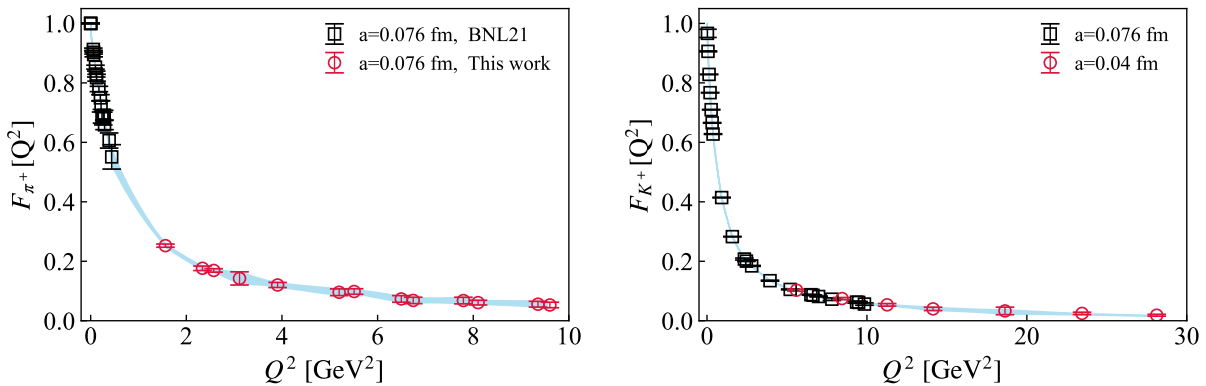 1.0
0.8
0.6
0.4
0.2
0.0
F_{π^+} [Q^2]
0 2 4 6 8 10
Q^2 [GeV^2]
a=0.076 fm, BNL21
a=0.076 fm, This work
1.0
0.8
0.6
0.4
0.2
0.0
F_{K^+} [Q^2]
0 10 20 30
Q^2 [GeV^2]
a=0.076 fm
a=0.04 fm